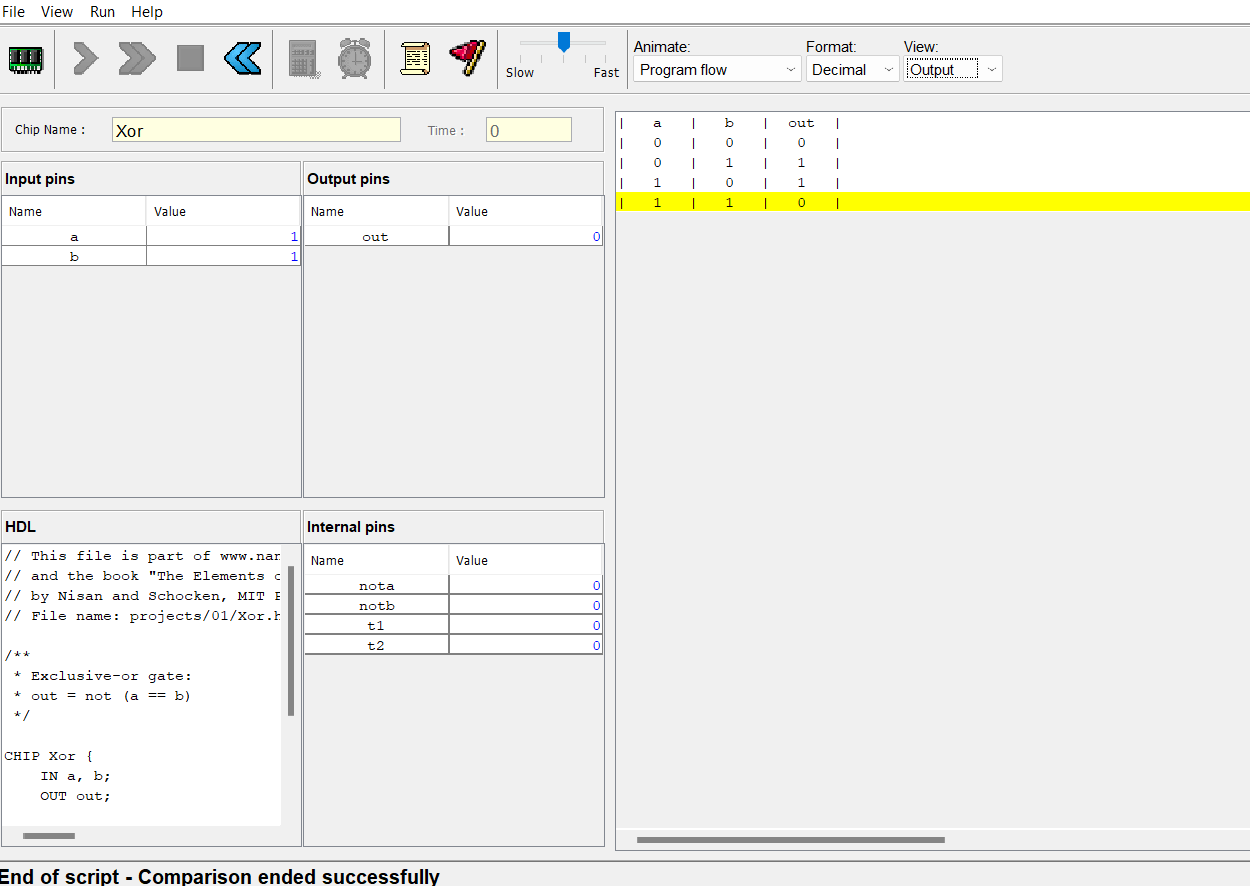 File View Run Help
Animate: Format: View:
Slow Fast Program flow Decimal Output
Chip Name : Xor Time : 0
Input pins
Name Value
a 1
b 1
Output pins
Name Value
out 0
HDL
// This file is part of www.nan
// and the book "The Elements o
// by Nisan and Schocken, MIT P
// File name: projects/01/Xor.h
/**
* Exclusive-or gate:
* out = not (a == b)
*/
CHIP Xor {
IN a, b;
OUT out;
Internal pins
Name Value
nota 0
notb 0
t1 0
t2 0
| a | b | out |
| 0 | 0 | 0 |
| 0 | 1 | 1 |
| 1 | 0 | 1 |
| 1 | 1 | 0 |
End of script - Comparison ended successfully